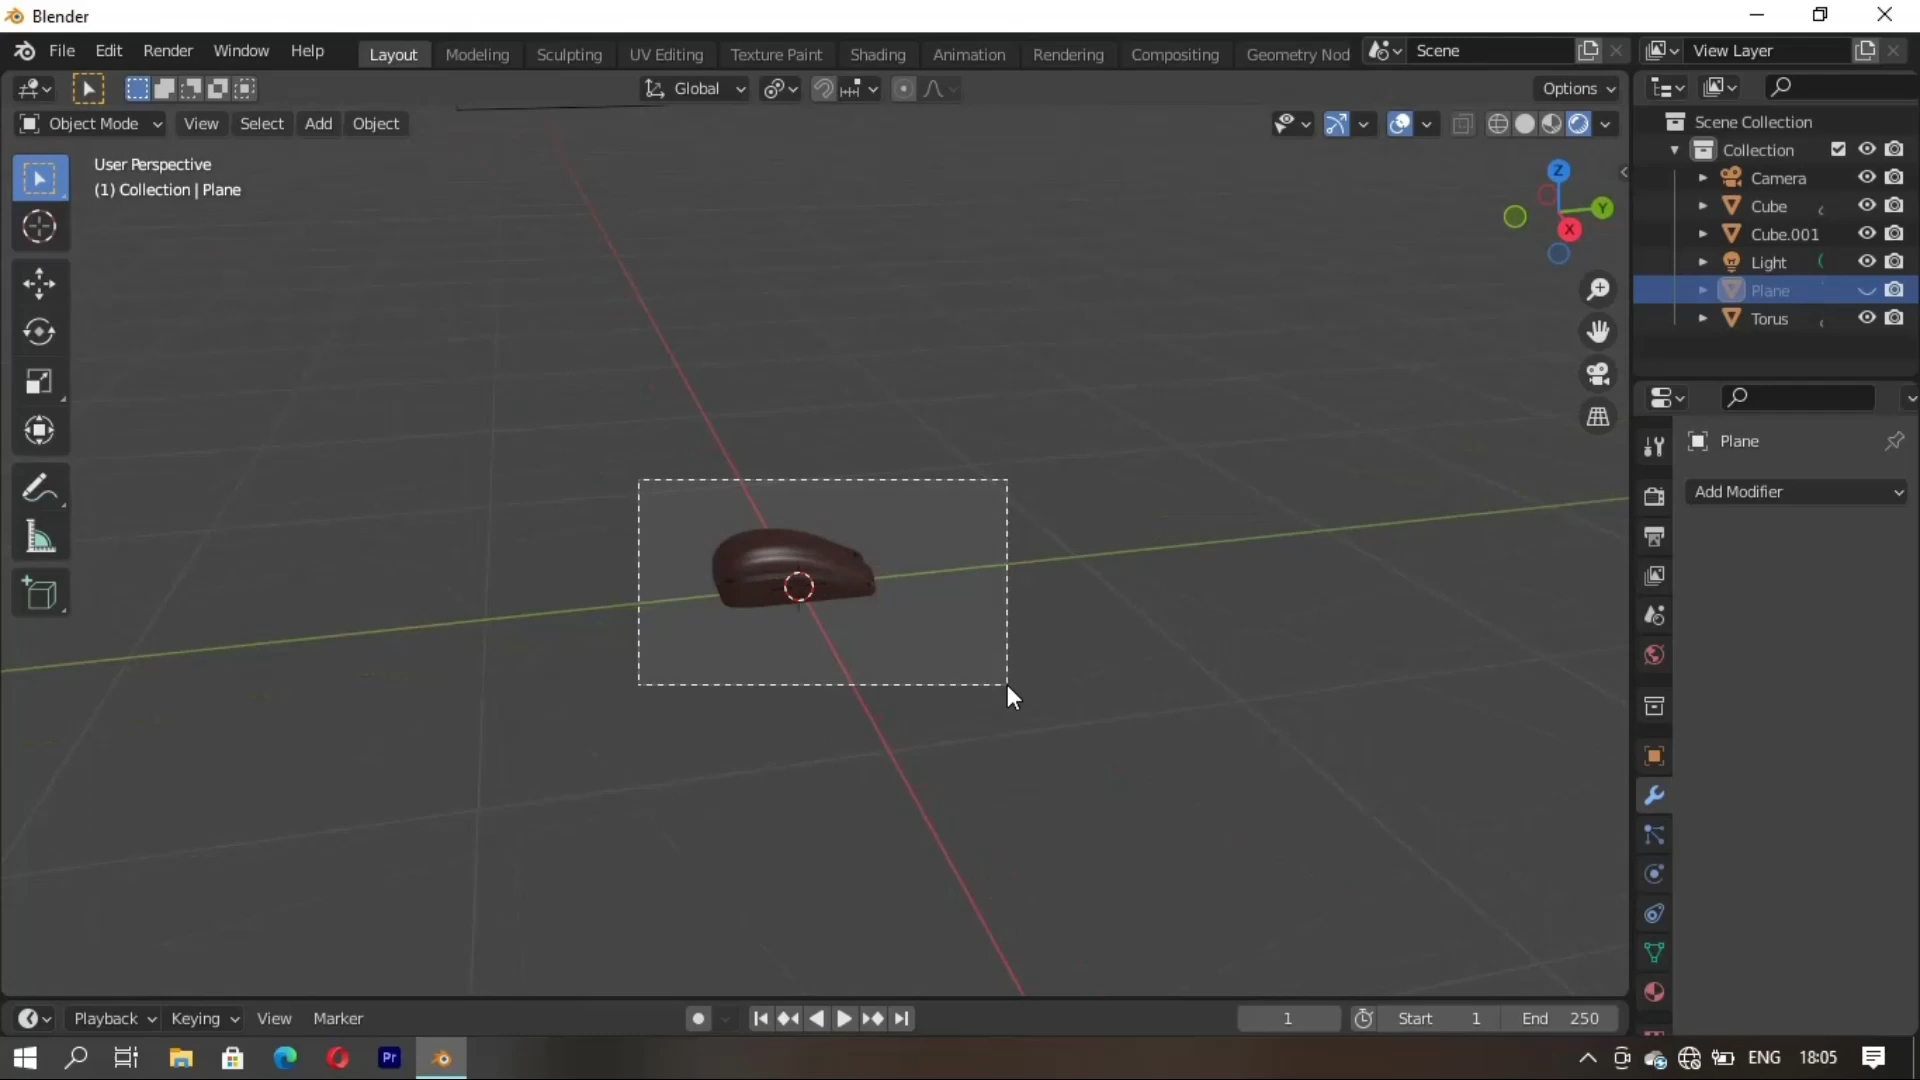 Blender
File Edit Render Window Help Layout Modeling Sculpting UV Editing Texture Paint Shading Animation Rendering Compositing Geometry Nod Scene View Layer
Global Options
Object Mode View Select Add Object
User Perspective
(1) Collection | Plane
Z
Y
X
Scene Collection
Collection
Camera
Cube
Cube.001
Light
Plane
Torus
Plane
Add Modifier
Playback Keying View Marker 1 Start 1 End 250
Pr ENG 18:05